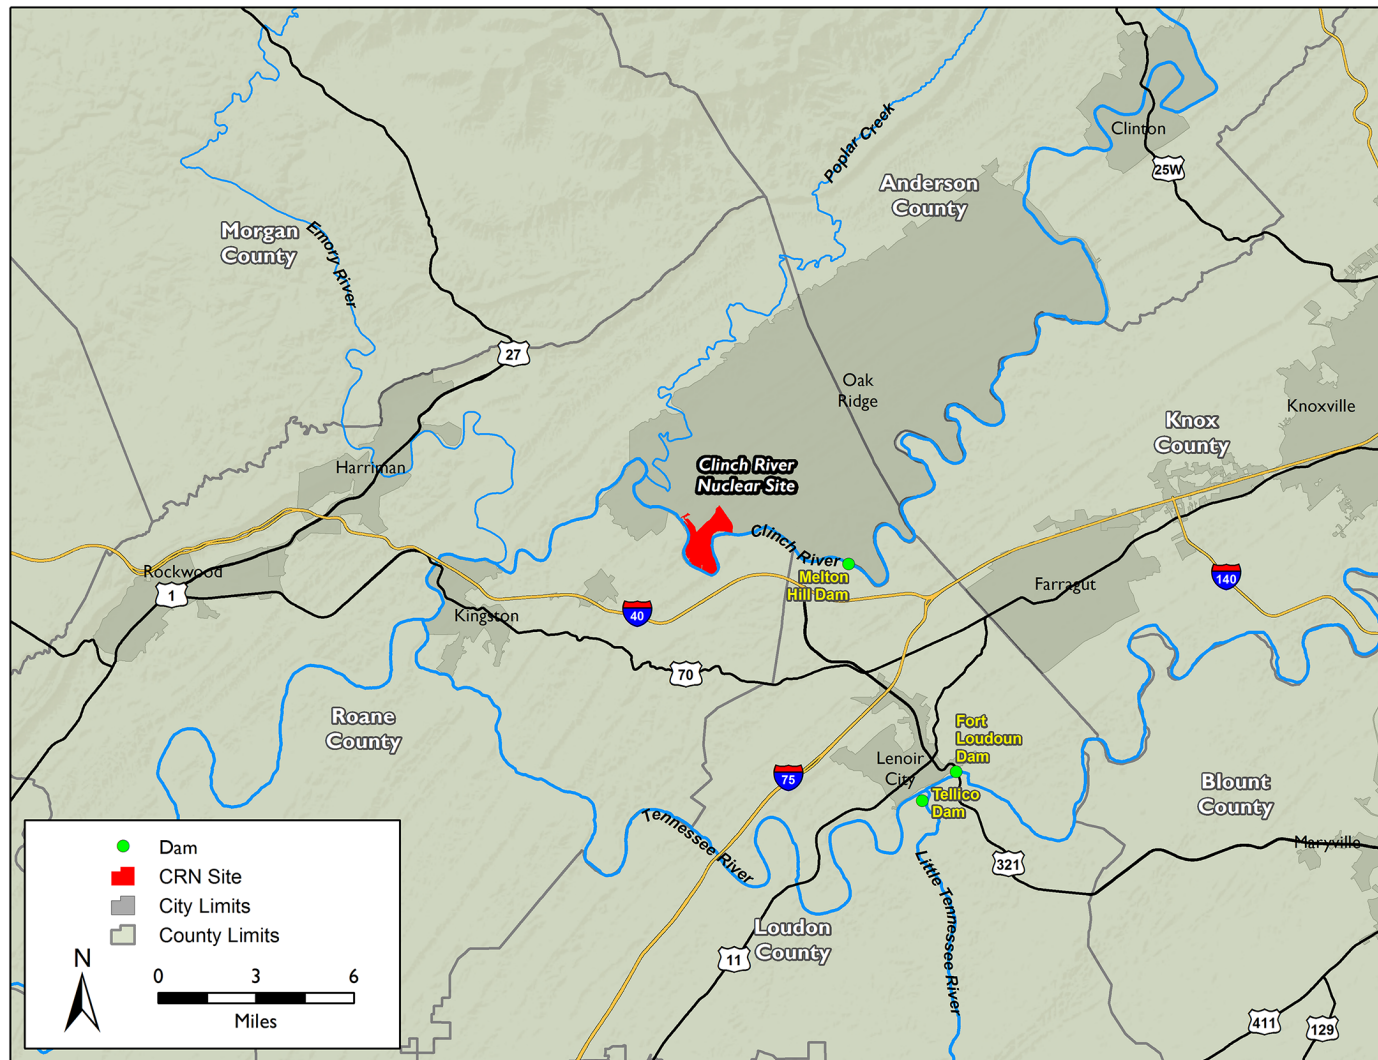 Clinton
25W
Poplar Creek
Anderson
County
Morgan
County
Emory River
27
Oak
Ridge
Knoxville
Knox
County
Harriman
Clinch River
Nuclear Site
Clinch River
Melton
Hill Dam
Rockwood
1
Kingston
40
Farragut
140
70
Roane
County
Fort
Loudoun
Dam
Lenoir
City
75
Tellico
Dam
Blount
County
Tennessee River
Maryville
321
Little Tennessee River
Loudon
County
11
411
129
Dam
CRN Site
City Limits
County Limits
N
0 3 6
Miles